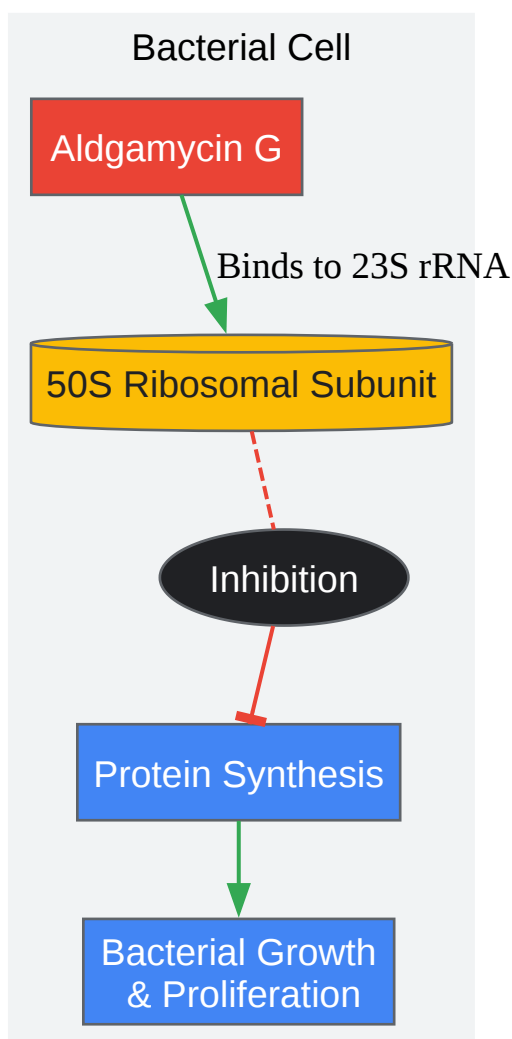 Bacterial Cell
Aldgamycin G
Binds to 23S rRNA
50S Ribosomal Subunit
Inhibition
Protein Synthesis
Bacterial Growth
& Proliferation